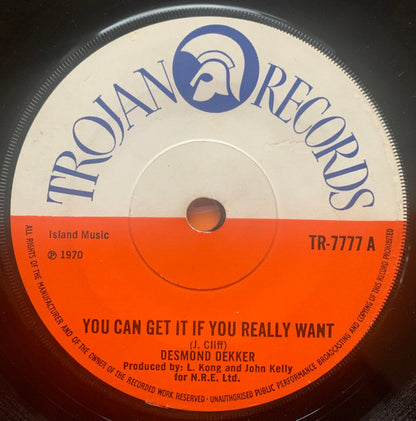 TROJAN RECORDS
Island Music
℗ 1970
TR-7777 A
YOU CAN GET IT IF YOU REALLY WANT
(J. Cliff)
DESMOND DEKKER
Produced by: L. Kong and John Kelly
for N.R.E. Ltd.
ALL RIGHTS OF THE MANUFACTURER AND OF THE OWNER OF THE RECORDED WORK RESERVED · UNAUTHORISED PUBLIC PERFORMANCE BROADCASTING AND COPYING OF THIS RECORD PROHIBITED